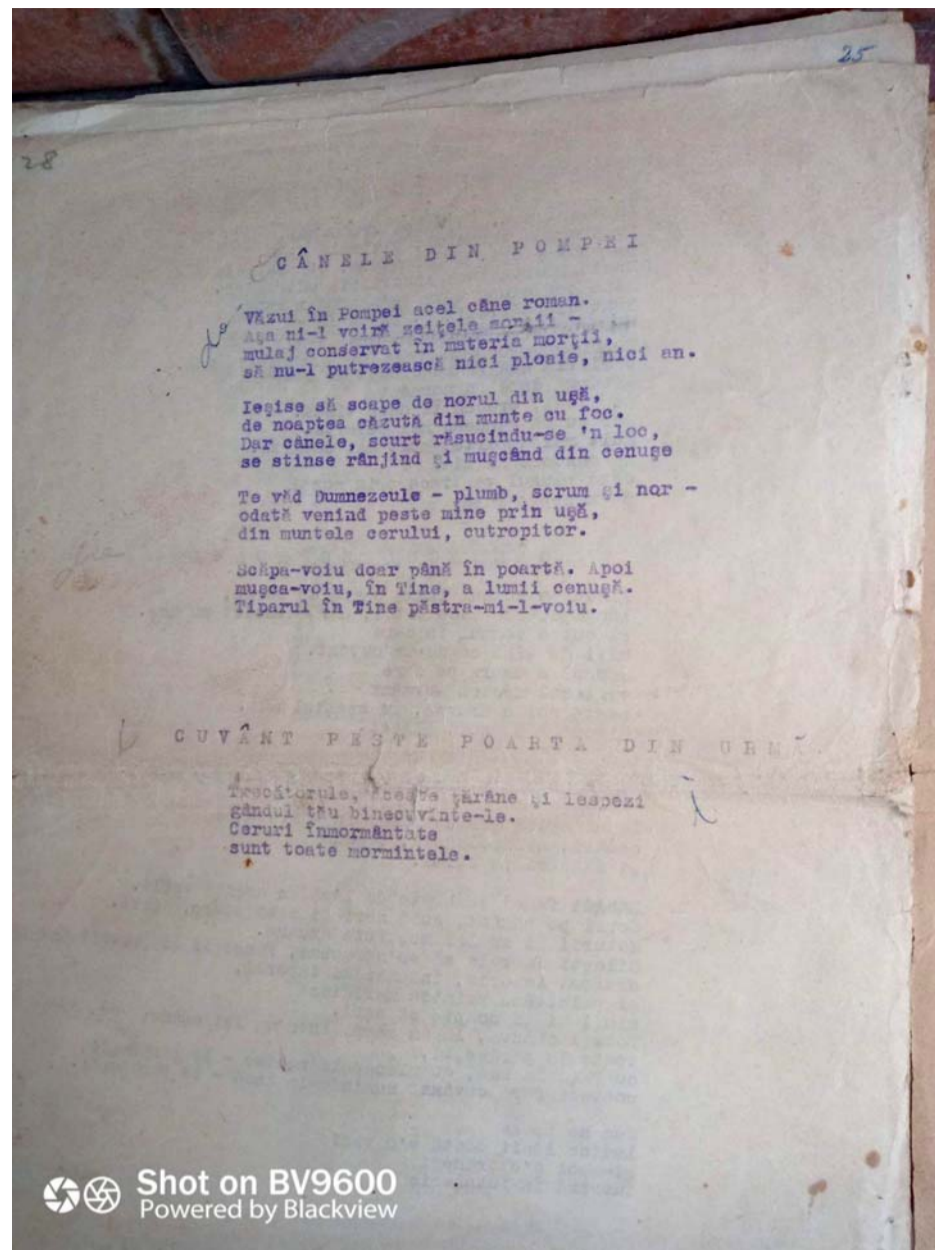 25
28
CÂNELE DIN POMPEI
Văzui în Pompei acel câne roman.
Aşa ni-l voiră zeiţele morţii -
mulaj conservat în materia morţii,
să nu-l putrezească nici ploaie, nici an.
Ieşise să scape de norul din uşă,
de noaptea căzută din munte cu foc.
Dar cânele, scurt răsucindu-se 'n loc,
se stinse rânjind şi muşcând din cenuşe
Te văd Dumnezeule - plumb, scrum şi nor -
odată venind peste mine prin uşă,
din muntele cerului, cutropitor.
Scăpa-voiu doar până în poartă. Apoi
muşca-voiu, în Tine, a lumii cenuşă.
Tiparul în Tine păstra-mi-l-voiu.
CUVÂNT PESTE POARTA DIN URMĂ
Trecătorule, aceste ţărâne şi lespezi
gândul tău binecuvinte-le.
Ceruri înmormântate
sunt toate mormintele.
Shot on BV9600
Powered by Blackview